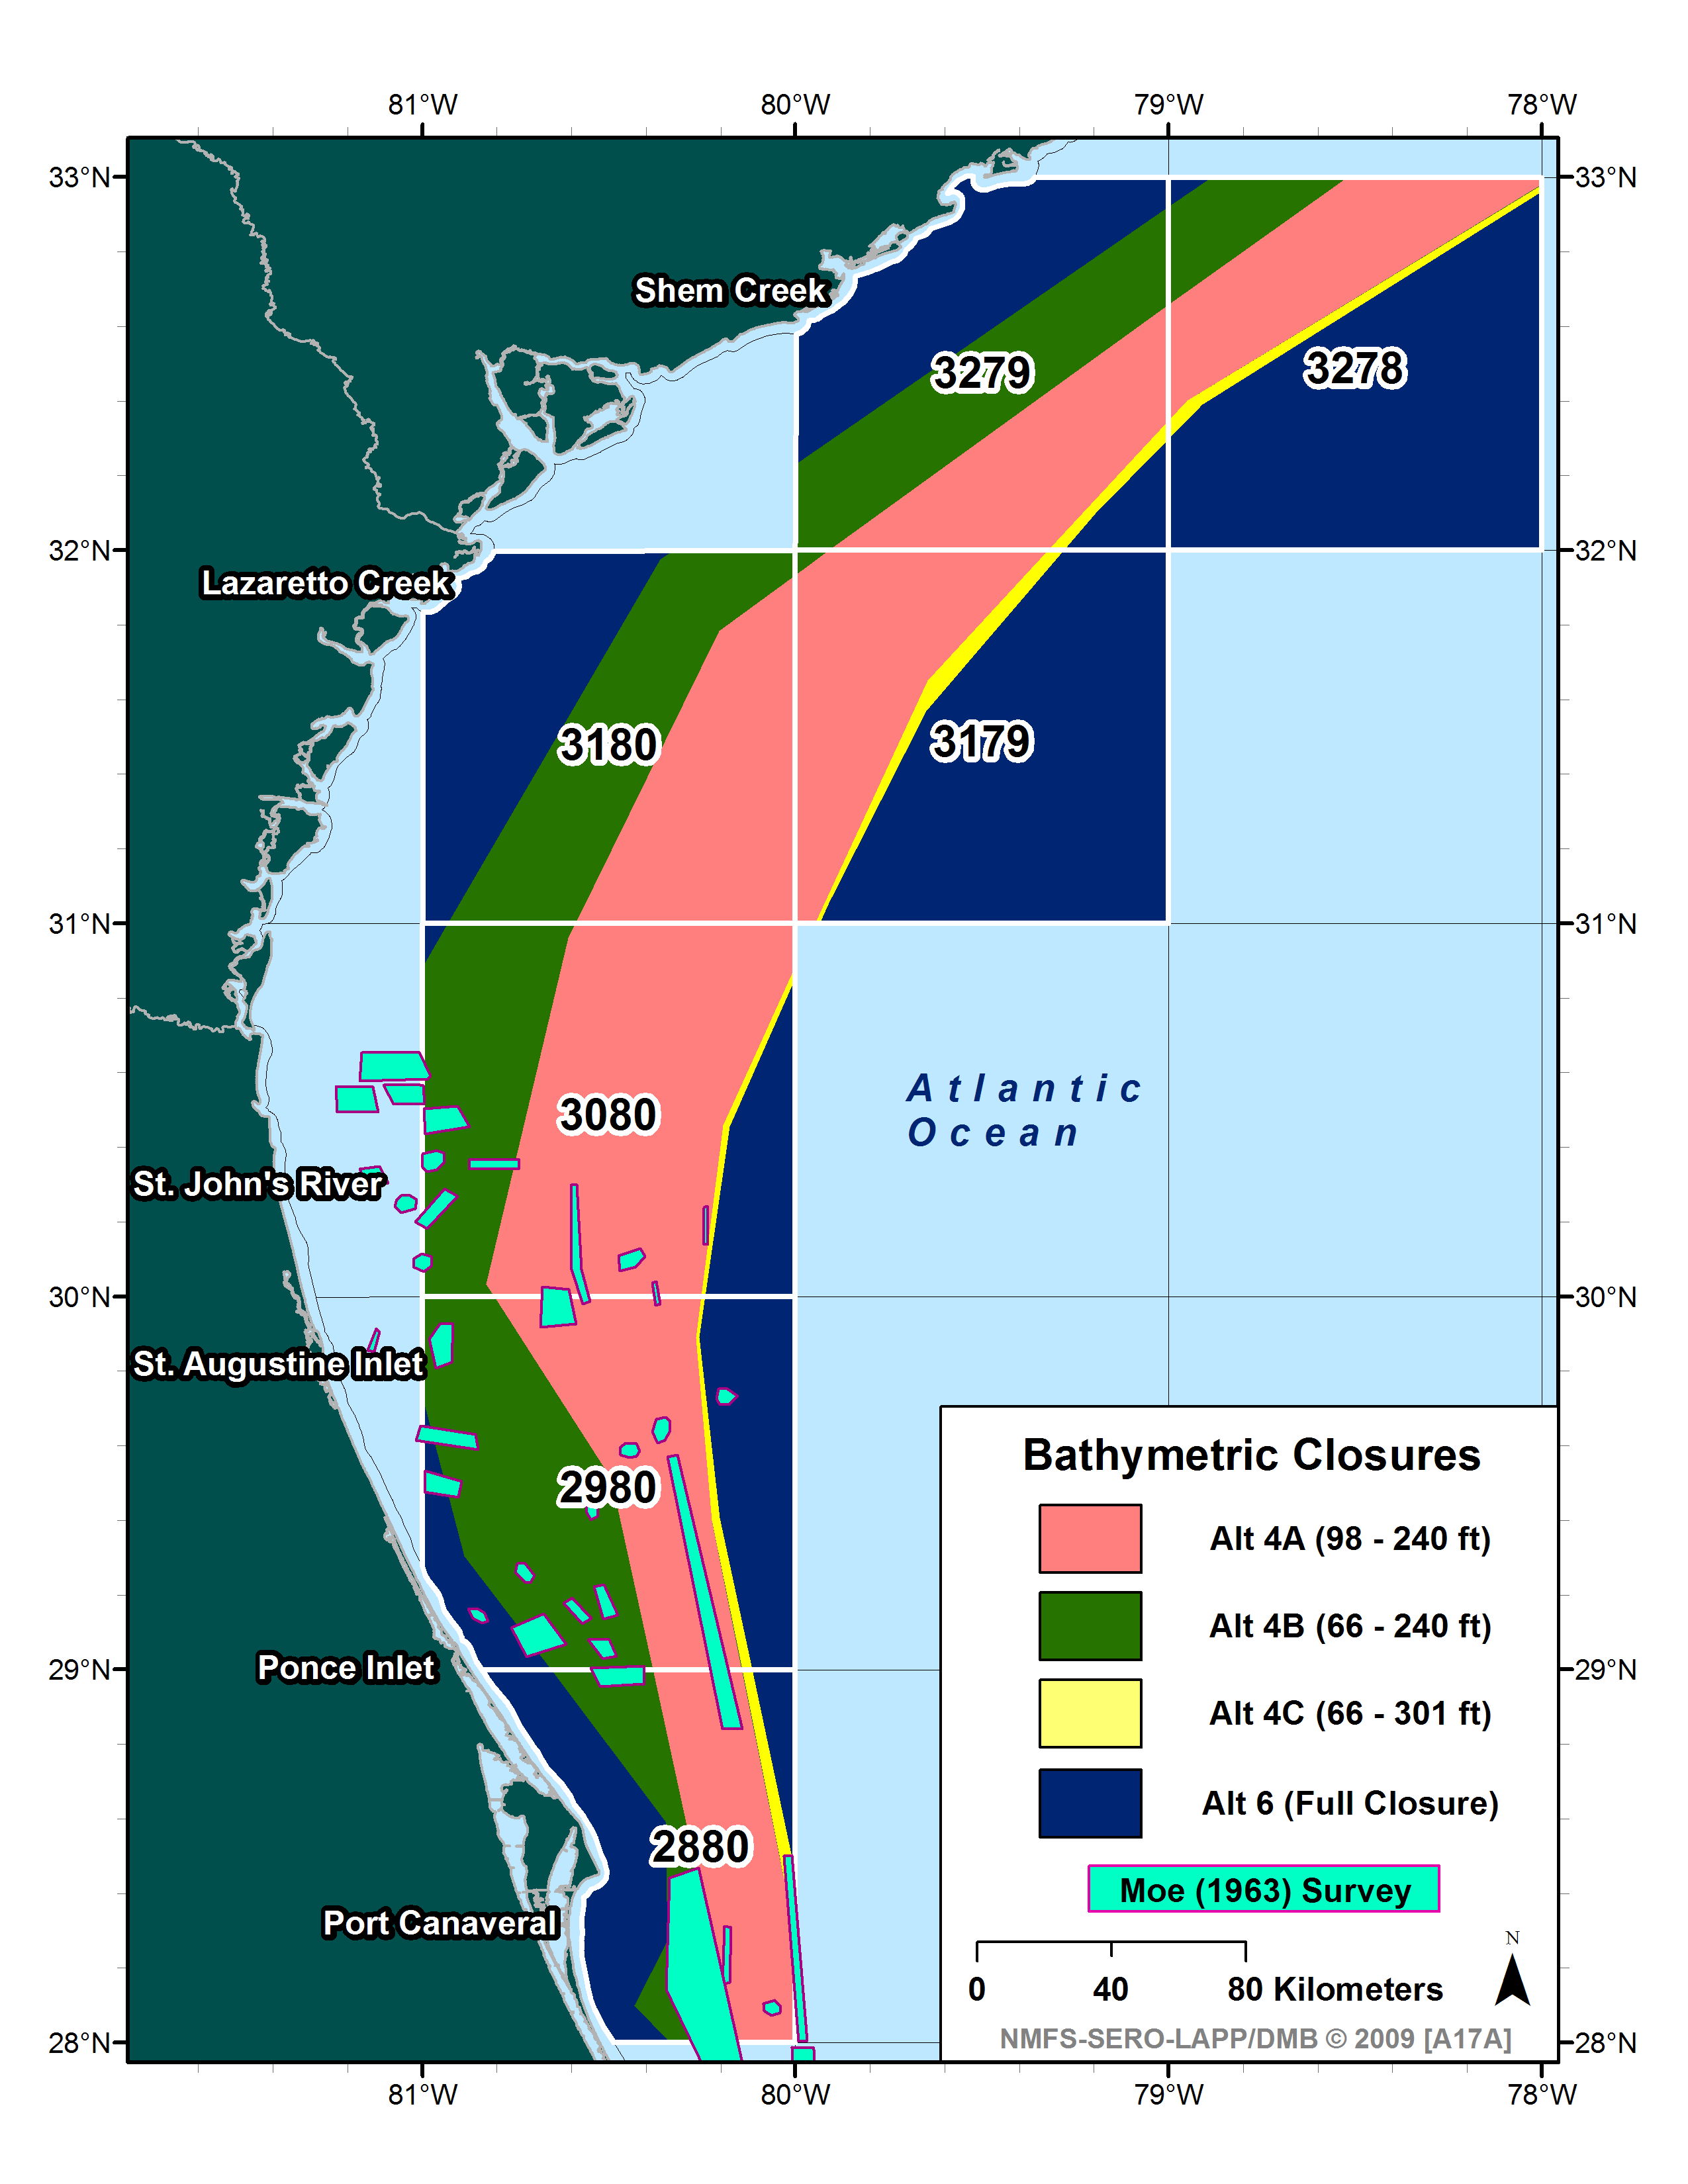 81°W 80°W 79°W 78°W
33°N 33°N
Shem Creek
3279 3278
32°N 32°N
Lazaretto Creek
3180 3179
31°N 31°N
Atlantic
Ocean
3080
St. John's River
30°N 30°N
St. Augustine Inlet
2980
29°N 29°N
Ponce Inlet
2880
Port Canaveral
28°N 28°N
81°W 80°W 79°W 78°W
Bathymetric Closures
Alt 4A (98 - 240 ft)
Alt 4B (66 - 240 ft)
Alt 4C (66 - 301 ft)
Alt 6 (Full Closure)
Moe (1963) Survey
N
0 40 80 Kilometers
NMFS-SERO-LAPP/DMB © 2009 [A17A]